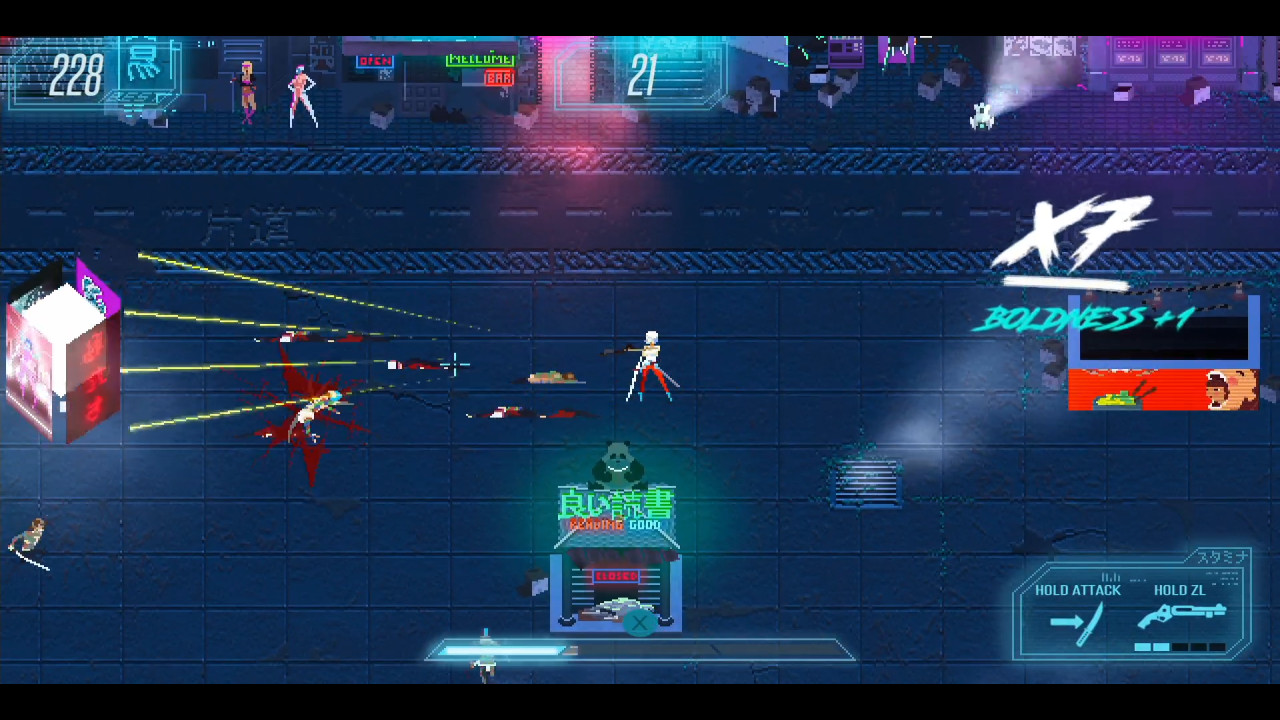 228
OPEN
WELCOME
BAR
21
片道
X7
BOLDNESS +1
良い読書
READING GOOD
CLOSED
X
スタミナ
HOLD ATTACK
HOLD ZL